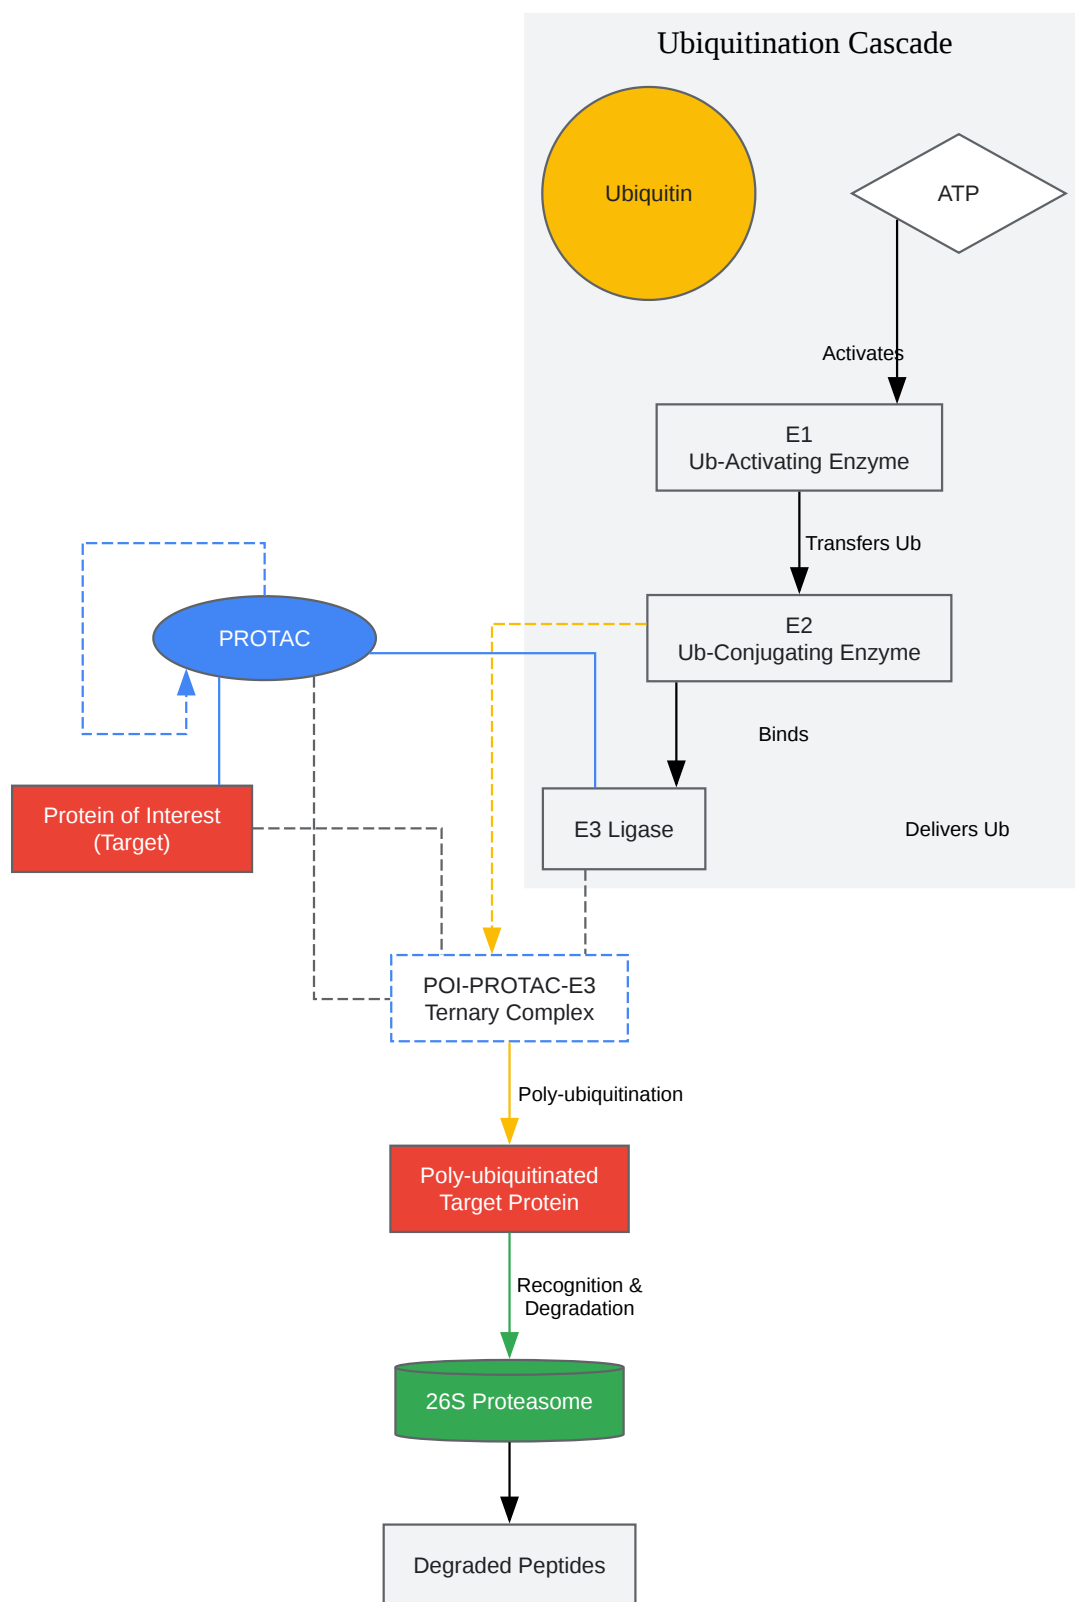 Ubiquitination Cascade
Ubiquitin
ATP
Activates
E1
Ub-Activating Enzyme
Transfers Ub
E2
Ub-Conjugating Enzyme
PROTAC
Binds
Protein of Interest
(Target)
E3 Ligase
Delivers Ub
POI-PROTAC-E3
Ternary Complex
Poly-ubiquitination
Poly-ubiquitinated
Target Protein
Recognition &
Degradation
26S Proteasome
Degraded Peptides